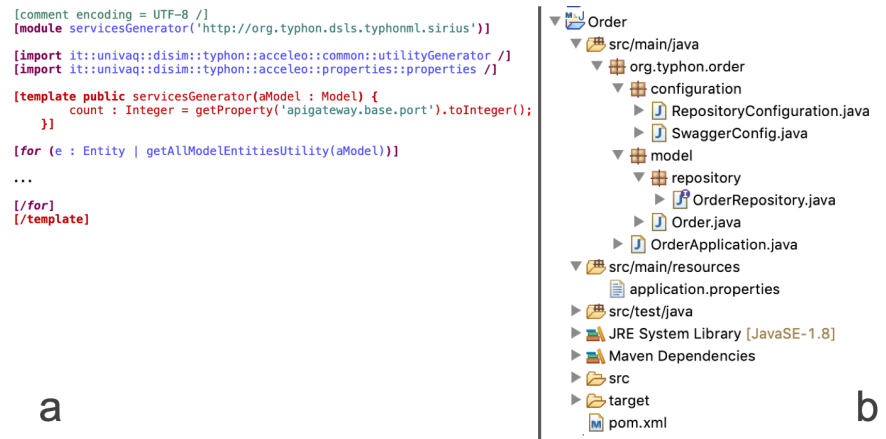 [comment encoding = UTF-8 /]
[module servicesGenerator('http://org.typhon.dsls.typhonml.sirius')]
[import it::univaq::disim::typhon::acceleo::common::utilityGenerator /]
[import it::univaq::disim::typhon::acceleo::properties::properties /]
[template public servicesGenerator(aModel : Model) {
count : Integer = getProperty('apigateway.base.port').toInteger();
}]
[for (e : Entity | getAllModelEntitiesUtility(aModel))]
...
[/for]
[/template]
a
Order
src/main/java
org.typhon.order
configuration
RepositoryConfiguration.java
SwaggerConfig.java
model
repository
OrderRepository.java
Order.java
OrderApplication.java
src/main/resources
application.properties
src/test/java
JRE System Library [JavaSE-1.8]
Maven Dependencies
src
target
pom.xml
b